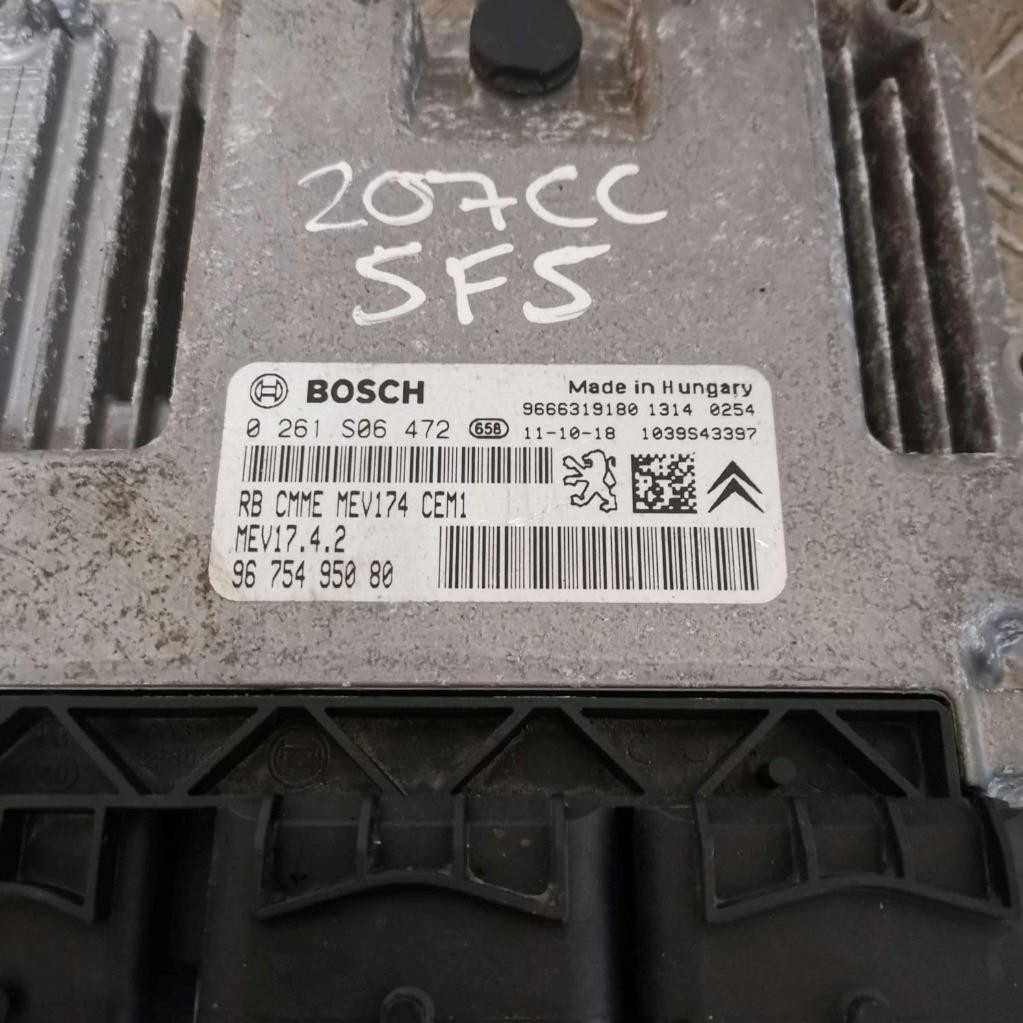 207CC
5F5
BOSCH
Made in Hungary
9666319180 1314 0254
0 261 S06 472 658 11-10-18 1039S43397
RB CMME MEV174 CEM1
MEV17.4.2
96 754 950 80